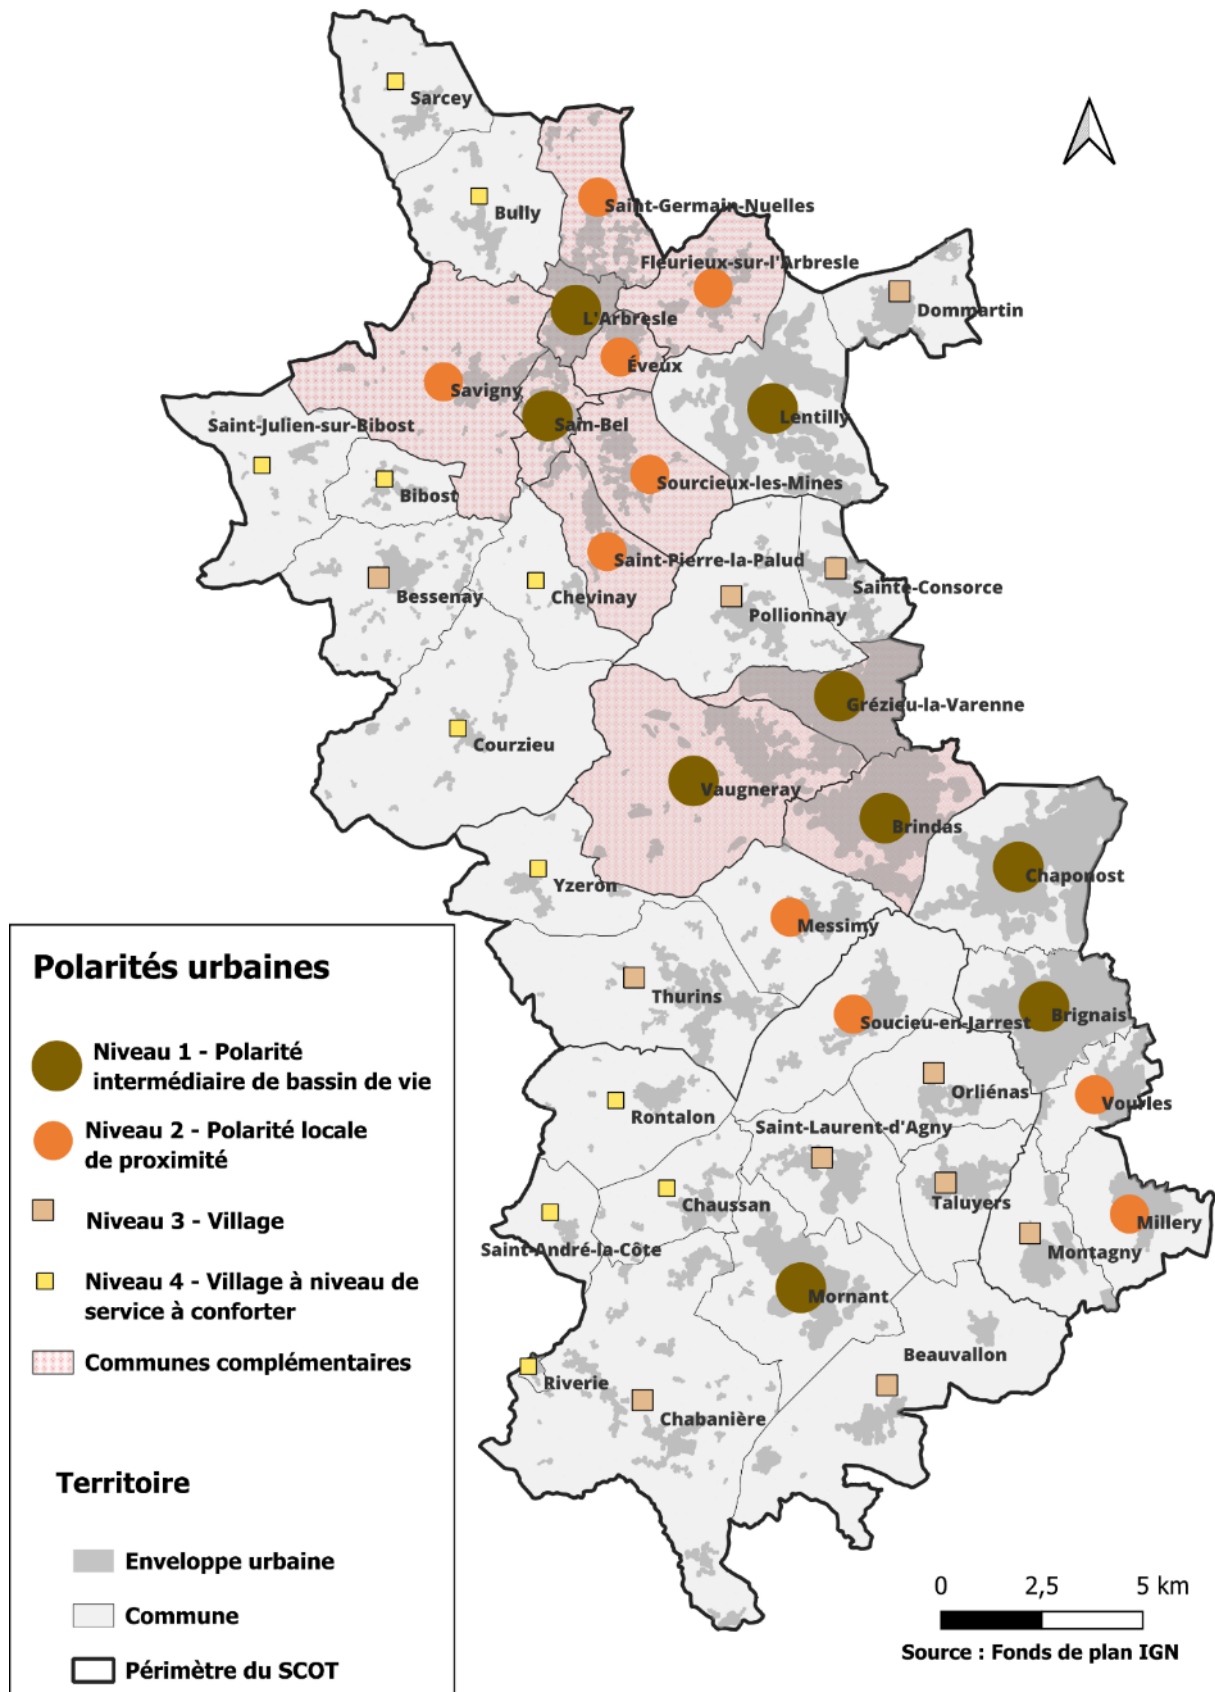 Sarcey
Bully
Saint-Germain-Nuelles
Fleurieux-sur-l'Arbresle
Dommartin
L'Arbresle
Éveux
Savigny
Lentilly
Sain-Bel
Saint-Julien-sur-Bibost
Sourcieux-les-Mines
Bibost
Saint-Pierre-la-Palud
Sainte-Consorce
Bessenay
Chevinay
Pollionnay
Grézieu-la-Varenne
Courzieu
Vaugneray
Brindas
Chaponost
Yzeron
Messimy
Thurins
Soucieu-en-Jarrest
Brignais
Orliénas
Vourles
Rontalon
Saint-Laurent-d'Agny
Chaussan
Taluyers
Millery
Saint-André-la-Côte
Montagny
Mornant
Beauvallon
Riverie
Chabanière
Polarités urbaines
Niveau 1 - Polarité
intermédiaire de bassin de vie
Niveau 2 - Polarité locale
de proximité
Niveau 3 - Village
Niveau 4 - Village à niveau de
service à conforter
Communes complémentaires
Territoire
Enveloppe urbaine
Commune
Périmètre du SCOT
0 2,5 5 km
Source : Fonds de plan IGN